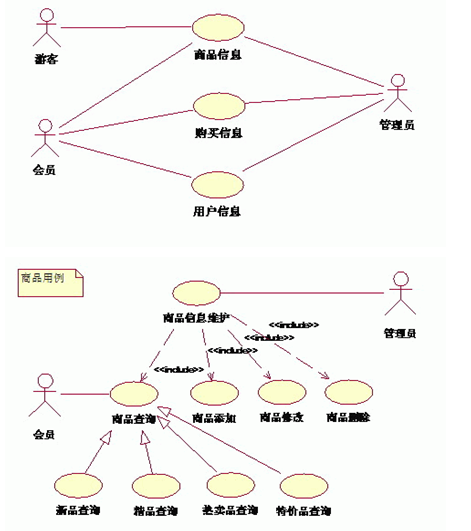 游客
商品信息
购买信息
管理员
会员
用户信息
商品用例
商品信息维护
管理员
<<include>>
<<include>>
<<include>>
<<include>>
会员
商品查询
商品添加
商品修改
商品删除
新品查询
精品查询
热卖品查询
特价品查询